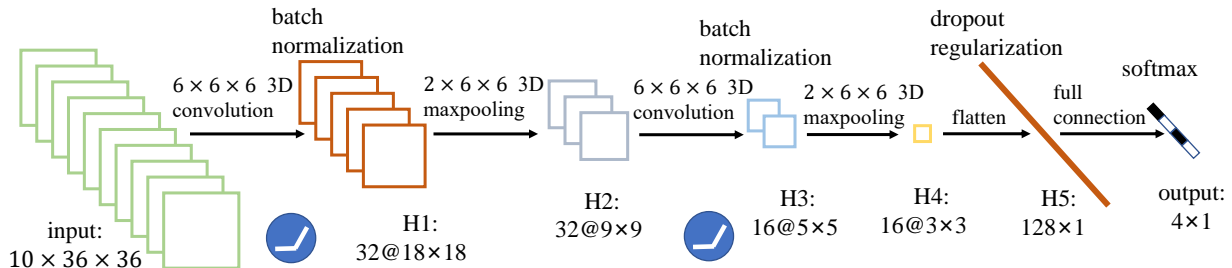 batch
normalization
6 × 6 × 6 3D
convolution
2 × 6 × 6 3D
maxpooling
batch
normalization
6 × 6 × 6 3D
convolution
2 × 6 × 6 3D
maxpooling
dropout
regularization
flatten
full
connection
softmax
input:
10 × 36 × 36
H1:
32@18×18
H2:
32@9×9
H3:
16@5×5
H4:
16@3×3
H5:
128×1
output:
4×1